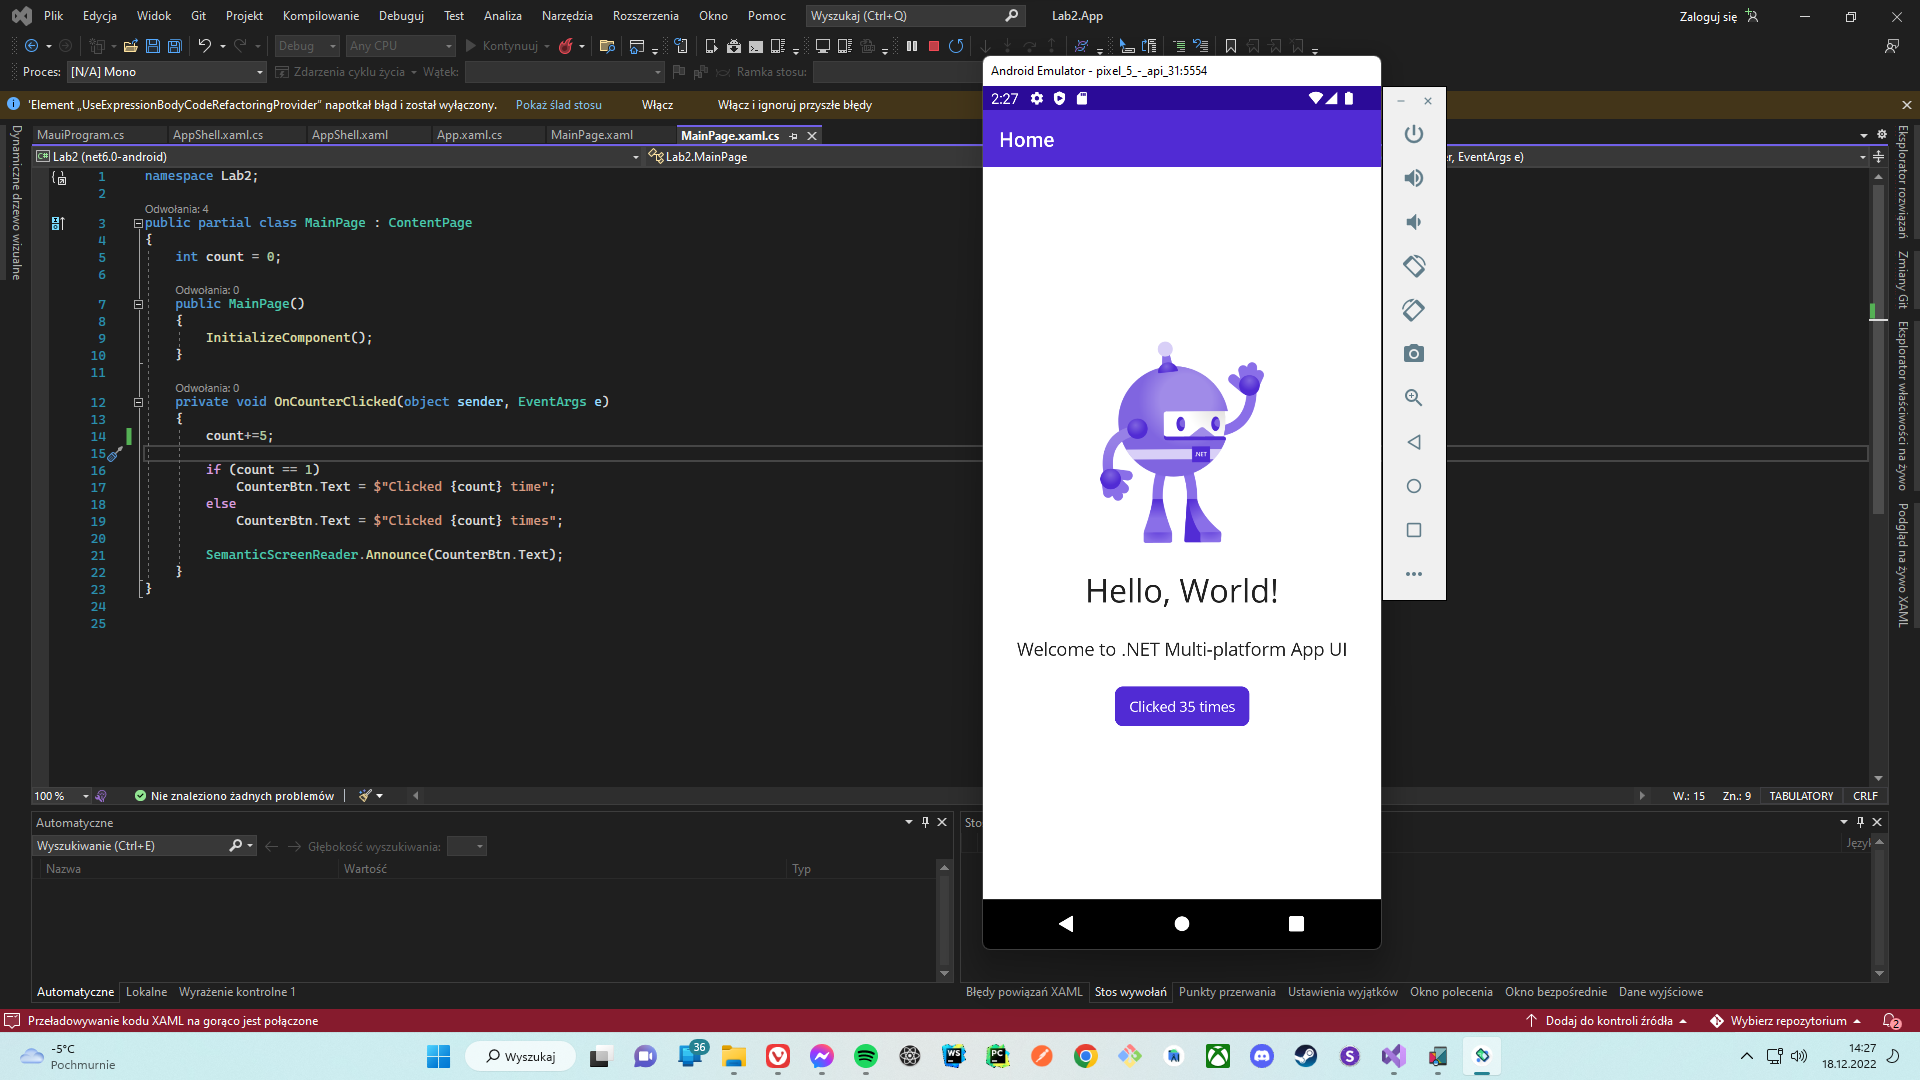 Plik Edycja Widok Git Projekt Kompilowanie Debuguj Test Analiza Narzędzia Rozszerzenia Okno Pomoc Wyszukaj (Ctrl+Q) Lab2.App Zaloguj się
Debug Any CPU Kontynuuj
Proces: [N/A] Mono Zdarzenia cyklu życia Wątek: Ramka stosu:
Android Emulator - pixel_5_-_api_31:5554
'Element „UseExpressionBodyCodeRefactoringProvider" napotkał błąd i został wyłączony. Pokaż ślad stosu Włącz Włącz i ignoruj przyszłe błędy
2:27
Home
MauiProgram.cs AppShell.xaml.cs AppShell.xaml App.xaml.cs MainPage.xaml MainPage.xaml.cs
Lab2 (net6.0-android) Lab2.MainPage r, EventArgs e)
Dynamiczne drzewo wizualne
1 namespace Lab2;
2
Odwołania: 4
3 public partial class MainPage : ContentPage
4 {
5 int count = 0;
6
Odwołania: 0
7 public MainPage()
8 {
9 InitializeComponent();
10 }
11
Odwołania: 0
12 private void OnCounterClicked(object sender, EventArgs e)
13 {
14 count+=5;
15
16 if (count == 1)
17 CounterBtn.Text = $"Clicked {count} time";
18 else
19 CounterBtn.Text = $"Clicked {count} times";
20
21 SemanticScreenReader.Announce(CounterBtn.Text);
22 }
23 }
24
25
.NET
Hello, World!
Welcome to .NET Multi-platform App UI
Clicked 35 times
Eksplorator rozwiązań
Zmiany Git
Eksplorator właściwości na żywo
Podgląd na żywo XAML
100 % Nie znaleziono żadnych problemów W.: 15 Zn.: 9 TABULATORY CRLF
Automatyczne
Wyszukiwanie (Ctrl+E) Głębokość wyszukiwania:
Nazwa Wartość Typ
Sto
Język
Automatyczne Lokalne Wyrażenie kontrolne 1
Błędy powiązań XAML Stos wywołań Punkty przerwania Ustawienia wyjątków Okno polecenia Okno bezpośrednie Dane wyjściowe
Przeładowywanie kodu XAML na gorąco jest połączone Dodaj do kontroli źródła Wybierz repozytorium 2
-5°C
Pochmurnie
Wyszukaj
36
WS
PC
S
14:27
18.12.2022